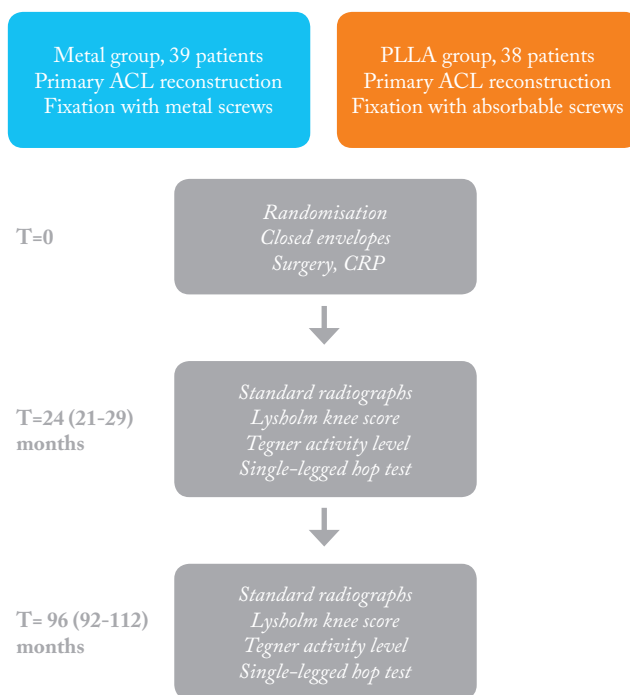 Metal group, 39 patients
Primary ACL reconstruction
Fixation with metal screws
PLLA group, 38 patients
Primary ACL reconstruction
Fixation with absorbable screws
T=0
Randomisation
Closed envelopes
Surgery, CRP
T=24 (21-29)
months
Standard radiographs
Lysholm knee score
Tegner activity level
Single-legged hop test
T= 96 (92-112)
months
Standard radiographs
Lysholm knee score
Tegner activity level
Single-legged hop test